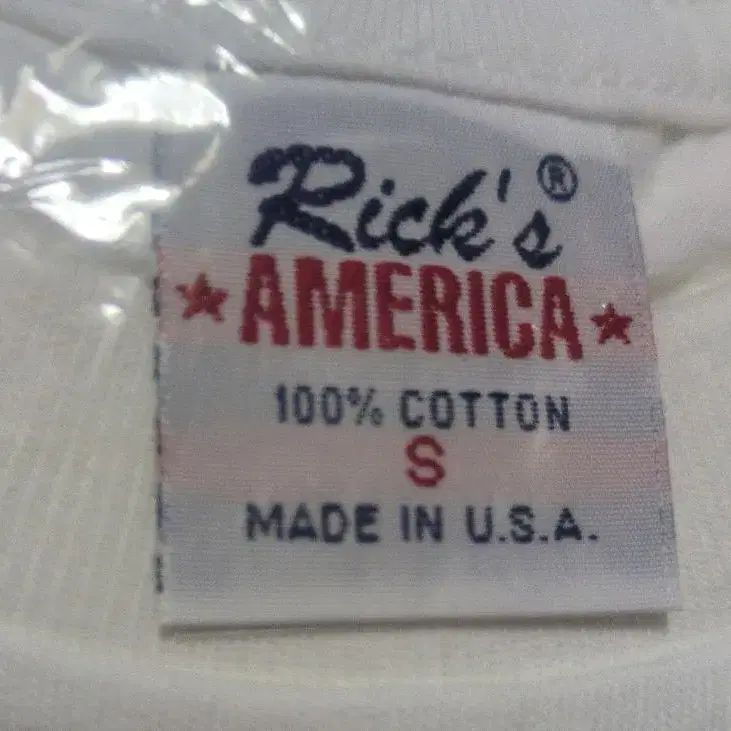 Rick's®
★AMERICA★
100% COTTON
S
MADE IN U.S.A.